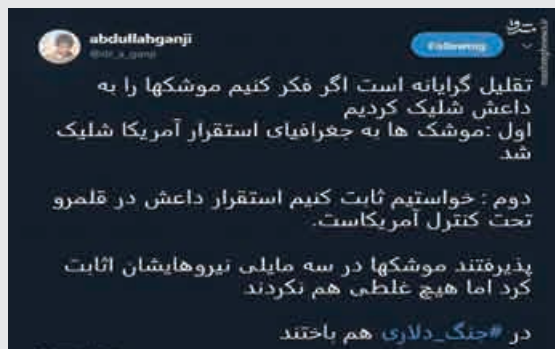 abdullahganji
@dr_a_ganji
Following
مشرق
تقلیل گرایانه است اگر فکر کنیم موشکها را به
داعش شلیک کردیم
اول :موشک ها به جغرافیای استقرار آمریکا شلیک
شد
دوم : خواستیم ثابت کنیم استقرار داعش در قلمرو
تحت کنترل آمریکاست.
پذیرفتند موشکها در سه مایلی نیروهایشان اثابت
کرد اما هیچ غلطی هم نکردند
در #جنگ_دلاری هم باختند